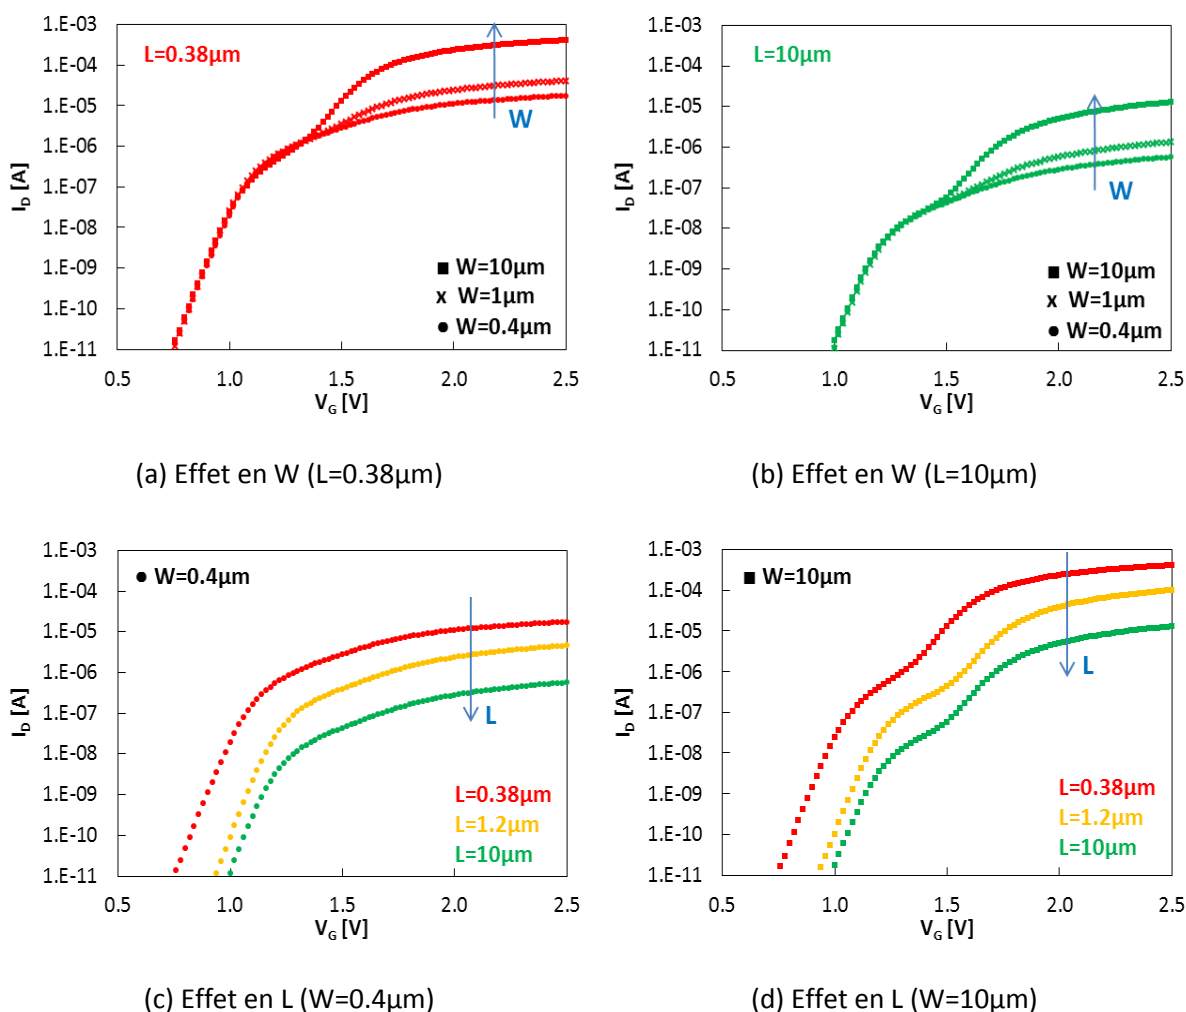 1.E-03
1.E-04
1.E-05
1.E-06
1.E-07
1.E-08
1.E-09
1.E-10
1.E-11
I_D [A]
L=0.38µm
W
W=10µm
x W=1µm
W=0.4µm
0.5 1.0 1.5 2.0 2.5
V_G [V]
(a) Effet en W (L=0.38µm)
1.E-03
1.E-04
1.E-05
1.E-06
1.E-07
1.E-08
1.E-09
1.E-10
1.E-11
I_D [A]
L=10µm
W
W=10µm
x W=1µm
W=0.4µm
0.5 1.0 1.5 2.0 2.5
V_G [V]
(b) Effet en W (L=10µm)
1.E-03
1.E-04
1.E-05
1.E-06
1.E-07
1.E-08
1.E-09
1.E-10
1.E-11
I_D [A]
W=0.4µm
L
L=0.38µm
L=1.2µm
L=10µm
0.5 1.0 1.5 2.0 2.5
V_G [V]
(c) Effet en L (W=0.4µm)
1.E-03
1.E-04
1.E-05
1.E-06
1.E-07
1.E-08
1.E-09
1.E-10
1.E-11
I_D [A]
W=10µm
L
L=0.38µm
L=1.2µm
L=10µm
0.5 1.0 1.5 2.0 2.5
V_G [V]
(d) Effet en L (W=10µm)